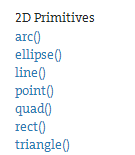 2D Primitives
arc()
ellipse()
line()
point()
quad()
rect()
triangle()